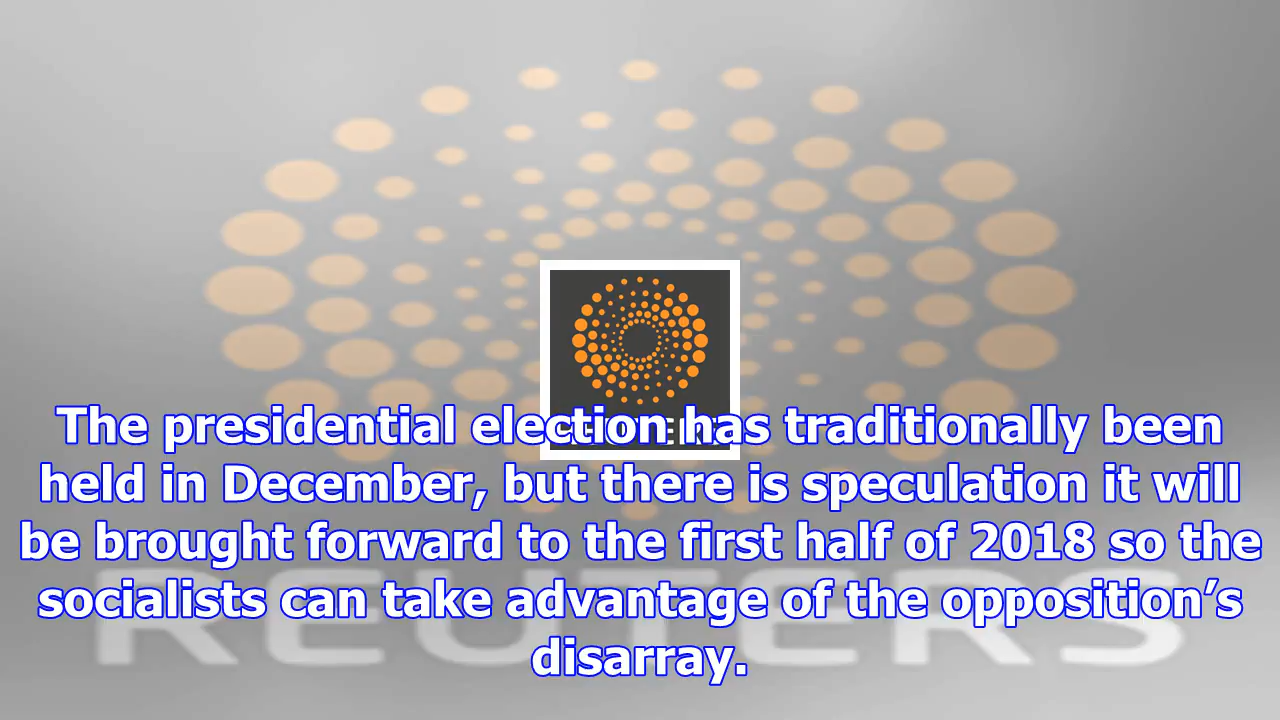 The presidential election has traditionally been
held in December, but there is speculation it will
be brought forward to the first half of 2018 so the
socialists can take advantage of the opposition’s
disarray.
REUTERS